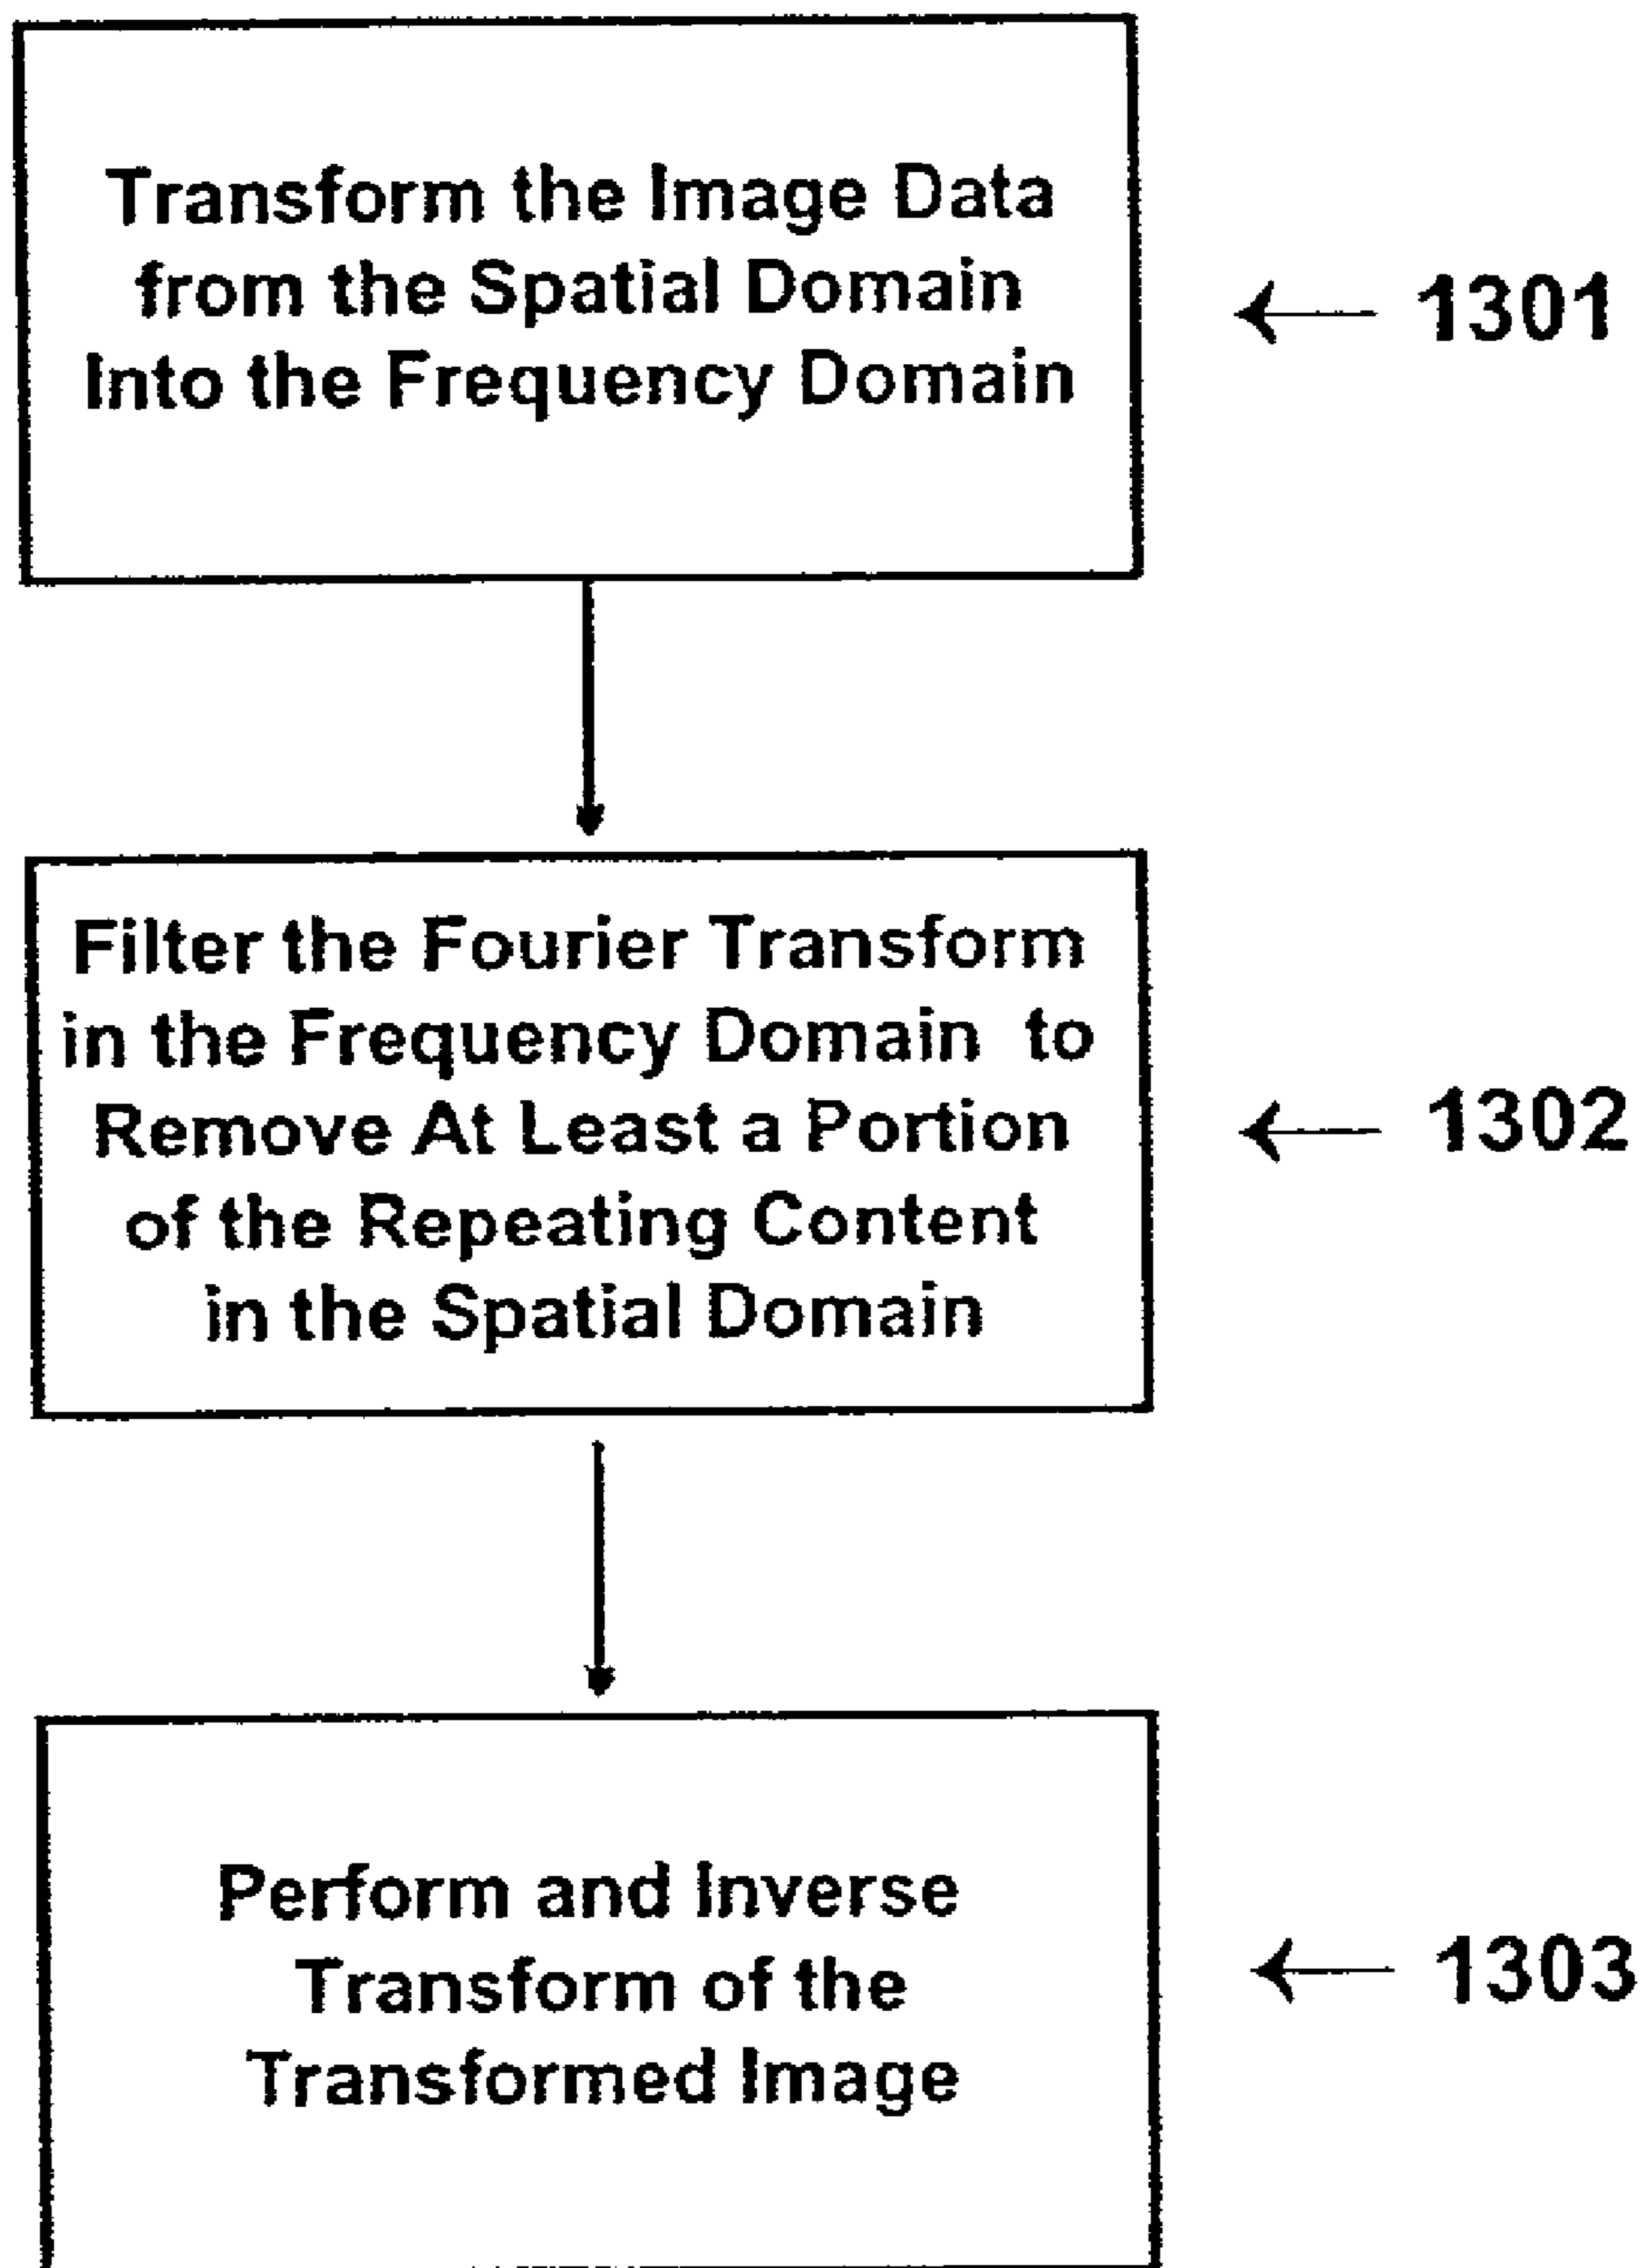 Transform the Image Data
from the Spatial Domain
Into the Frequency Domain
1301
Filter the Fourier Transform
in the Frequency Domain to
Remove At Least a Portion
of the Repeating Content
in the Spatial Domain
1302
Perform and Inverse
Transform of the
Transformed Image
1303